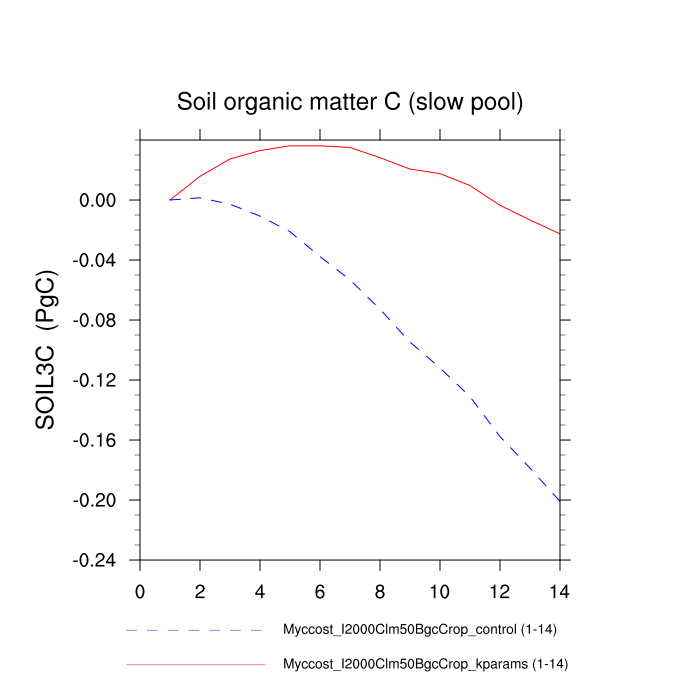 Soil organic matter C (slow pool)
SOIL3C (PgC)
0.00
-0.04
-0.08
-0.12
-0.16
-0.20
-0.24
0 2 4 6 8 10 12 14
Myccost_I2000Clm50BgcCrop_control (1-14)
Myccost_I2000Clm50BgcCrop_kparams (1-14)